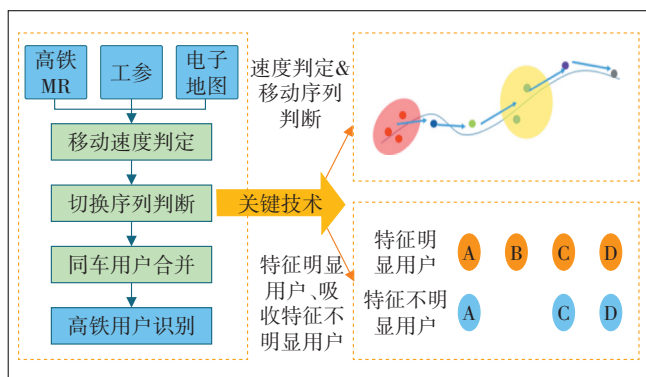 高铁
MR
工参
电子
地图
移动速度判定
切换序列判断
同车用户合并
高铁用户识别
关键技术
速度判定&
移动序列
判断
特征明显
用户、吸
收特征不
明显用户
特征明
显用户
A B C D
特征不明
显用户
A C D